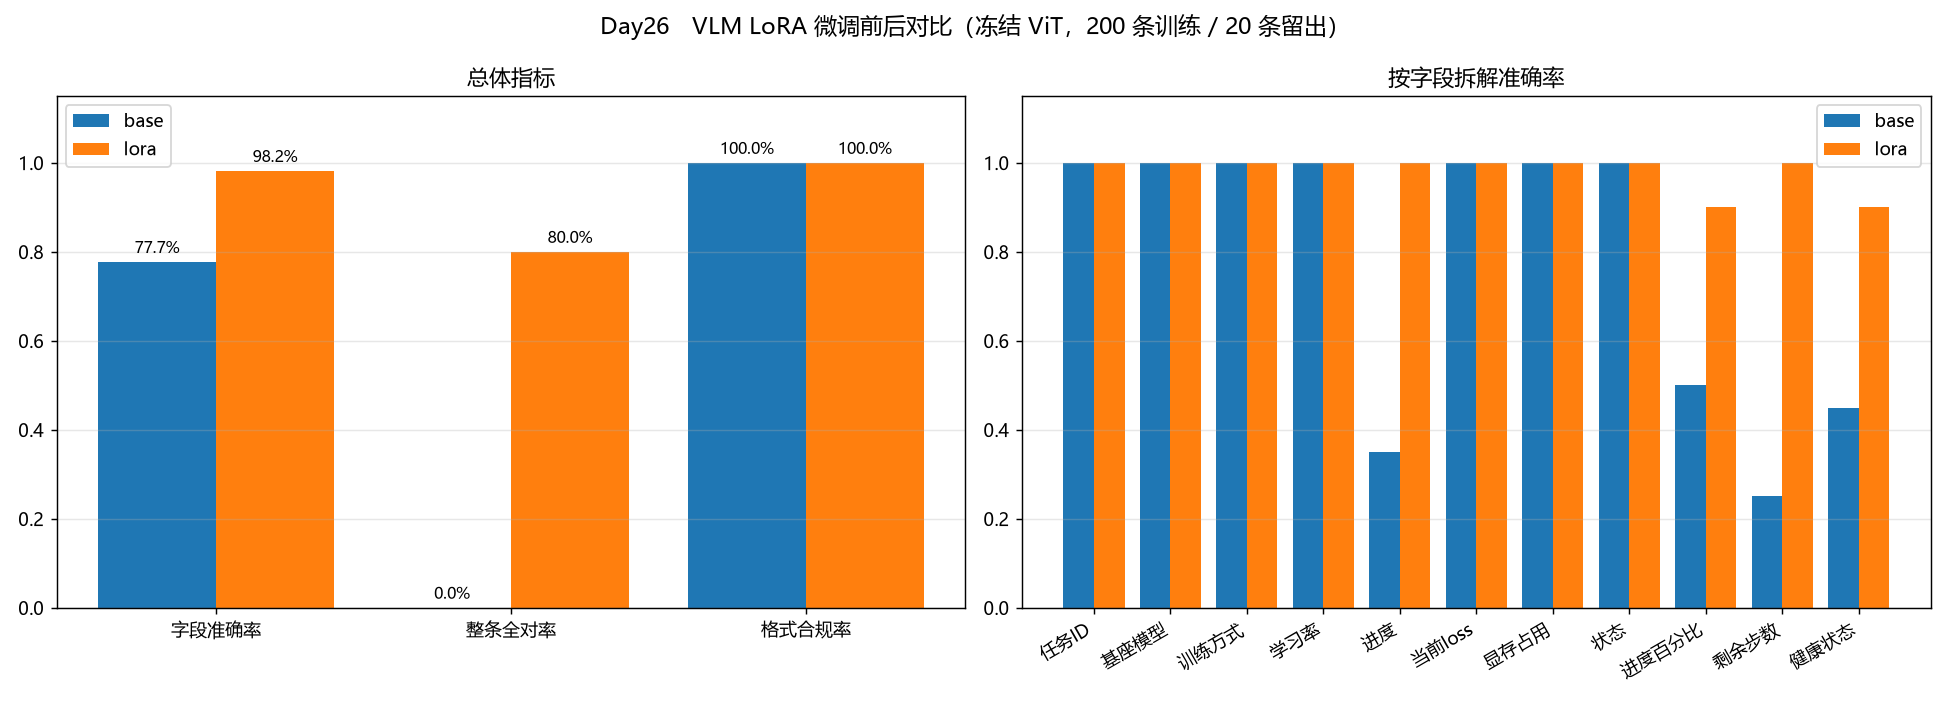 Day26 VLM LoRA 微调前后对比（冻结 ViT，200 条训练 / 20 条留出）
总体指标
base
lora
1.0
0.8
0.6
0.4
0.2
0.0
77.7%
98.2%
0.0%
80.0%
100.0%
100.0%
字段准确率
整条全对率
格式合规率
按字段拆解准确率
base
lora
1.0
0.8
0.6
0.4
0.2
0.0
任务ID
基座模型
训练方式
学习率
进度
当前loss
显存占用
状态
进度百分比
剩余步数
健康状态